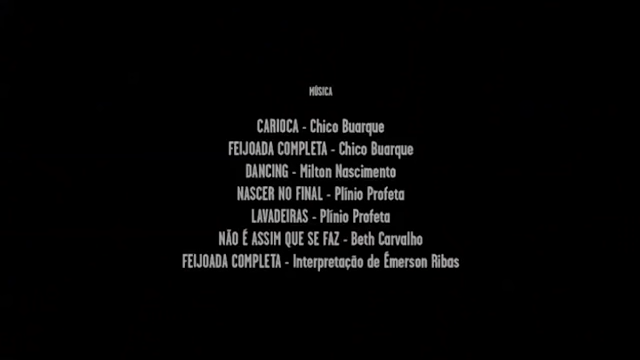 MÚSICA
CARIOCA - Chico Buarque
FEIJOADA COMPLETA - Chico Buarque
DANCING - Milton Nascimento
NASCER NO FINAL - Plínio Profeta
LAVADEIRAS - Plínio Profeta
NÃO É ASSIM QUE SE FAZ - Beth Carvalho
FEIJOADA COMPLETA - Interpretação de Émerson Ribas